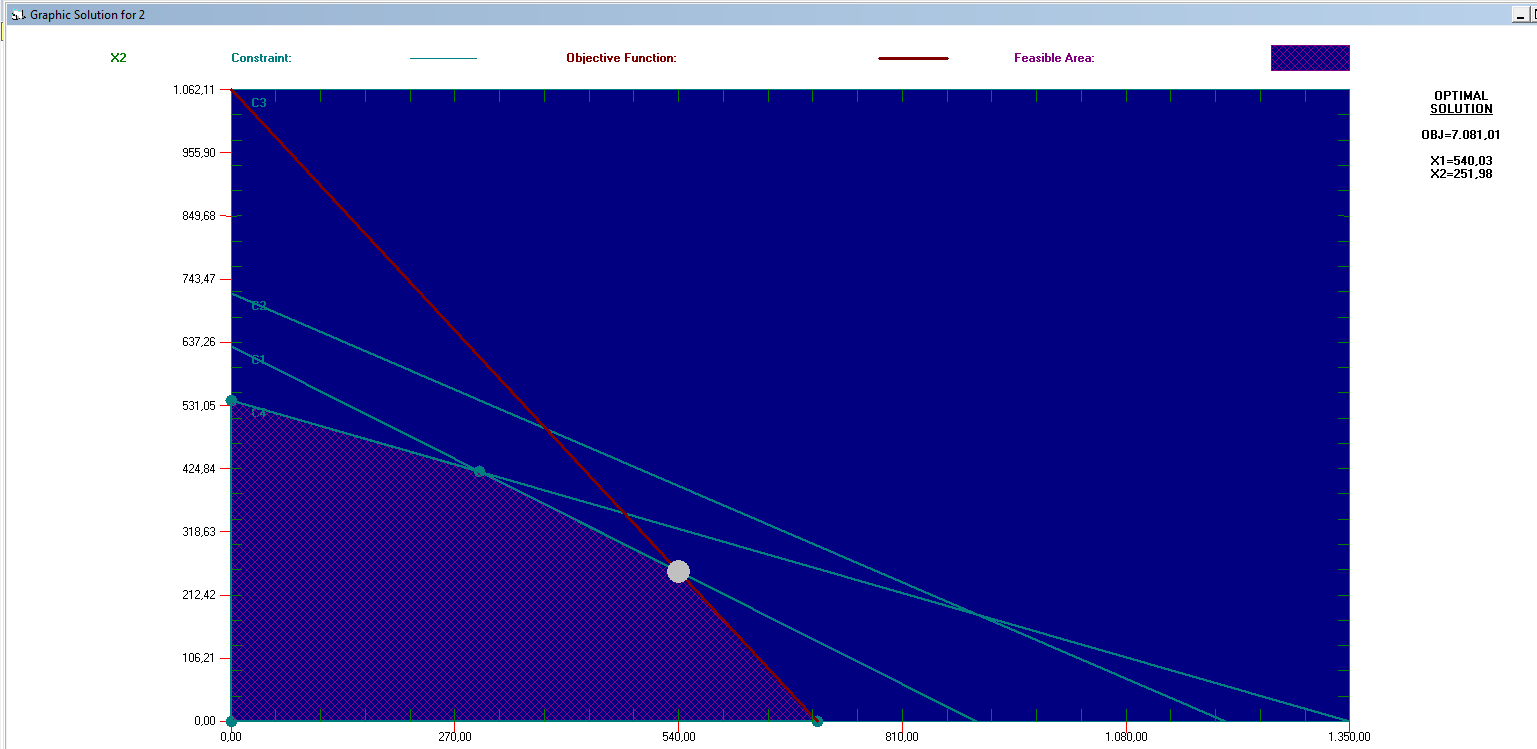 Graphic Solution for 2
X2 Constraint: Objective Function: Feasible Area:
1.062,11
C3
OPTIMAL
SOLUTION
OBJ=7.081,01
955,90
X1=540,03
X2=251,98
849,68
743,47
C2
637,26
C1
531,05
C4
424,84
318,63
212,42
106,21
0,00
0,00 270,00 540,00 810,00 1.080,00 1.350,00